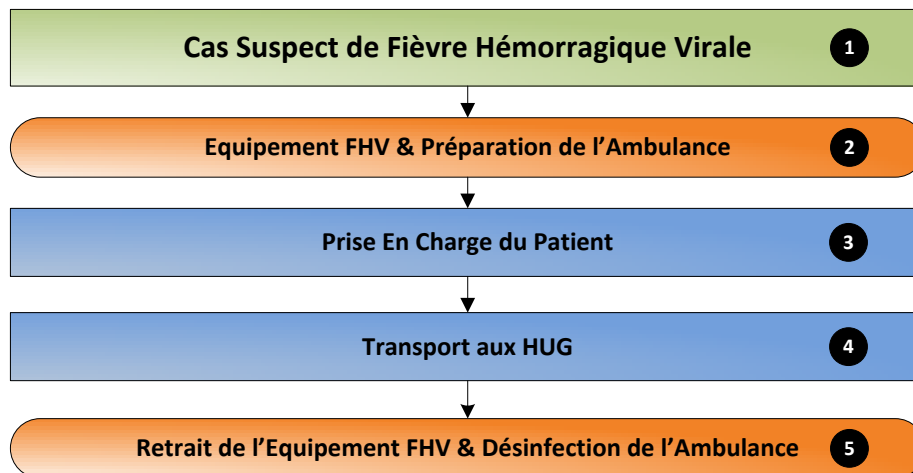 Cas Suspect de Fièvre Hémorragique Virale 1
Equipement FHV & Préparation de l'Ambulance 2
Prise En Charge du Patient 3
Transport aux HUG 4
Retrait de l'Equipement FHV & Désinfection de l'Ambulance 5